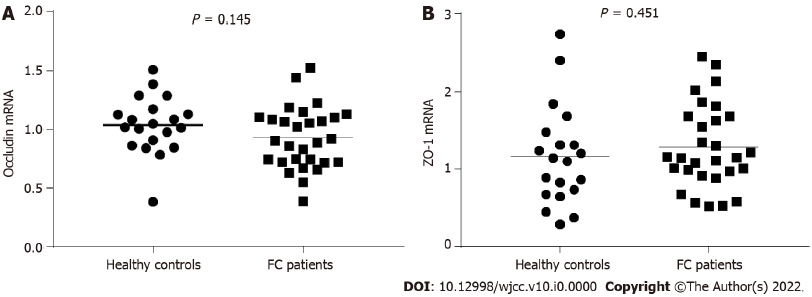 A
P = 0.145
Occludin mRNA
2.0
1.5
1.0
0.5
0.0
Healthy controls
FC patients
B
P = 0.451
ZO-1 mRNA
3
2
1
0
Healthy controls
FC patients
DOI: 10.12998/wjcc.v10.i0.0000 Copyright ©The Author(s) 2022.